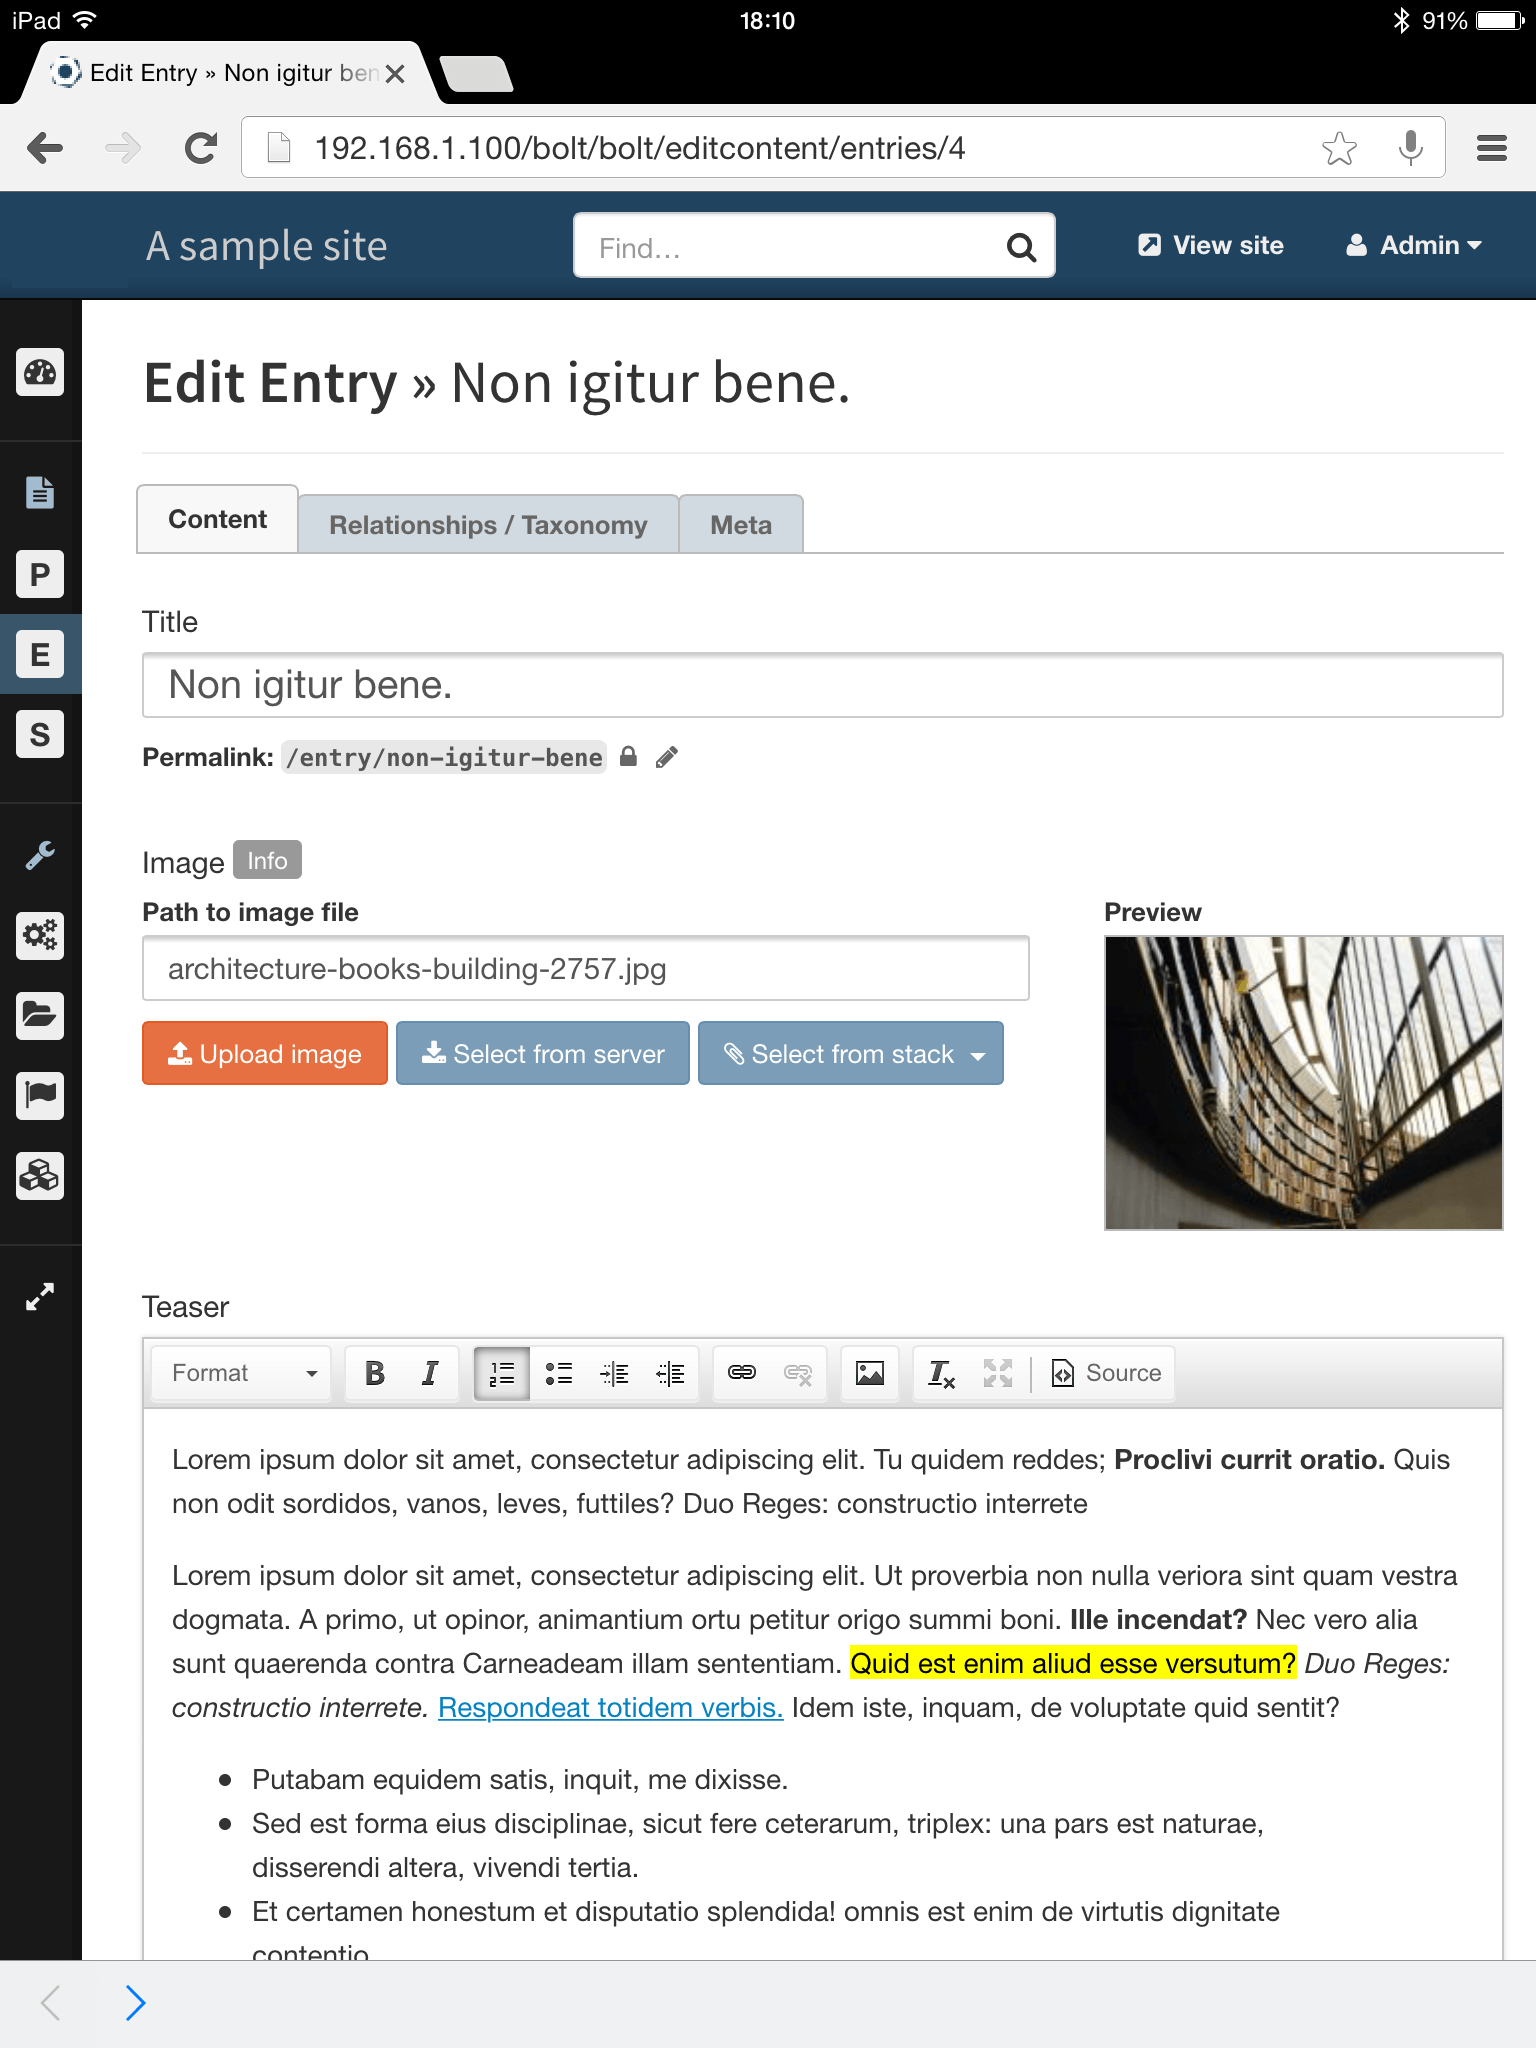 iPad 18:10 91%
Edit Entry » Non igitur ben
192.168.1.100/bolt/bolt/editcontent/entries/4
A sample site Find... View site Admin
Edit Entry » Non igitur bene.
Content Relationships / Taxonomy Meta
P
E
S
Title
Non igitur bene.
Permalink: /entry/non-igitur-bene
Image Info
Path to image file Preview
architecture-books-building-2757.jpg
Upload image Select from server Select from stack
Teaser
Format B I Source
Lorem ipsum dolor sit amet, consectetur adipiscing elit. Tu quidem reddes; Proclivi currit oratio. Quis
non odit sordidos, vanos, leves, futtiles? Duo Reges: constructio interrete
Lorem ipsum dolor sit amet, consectetur adipiscing elit. Ut proverbia non nulla veriora sint quam vestra
dogmata. A primo, ut opinor, animantium ortu petitur origo summi boni. Ille incendat? Nec vero alia
sunt quaerenda contra Carneadeam illam sententiam. Quid est enim aliud esse versutum? Duo Reges:
constructio interrete. Respondeat totidem verbis. Idem iste, inquam, de voluptate quid sentit?
• Putabam equidem satis, inquit, me dixisse.
• Sed est forma eius disciplinae, sicut fere ceterarum, triplex: una pars est naturae,
disserendi altera, vivendi tertia.
• Et certamen honestum et disputatio splendida! omnis est enim de virtutis dignitate
contentio